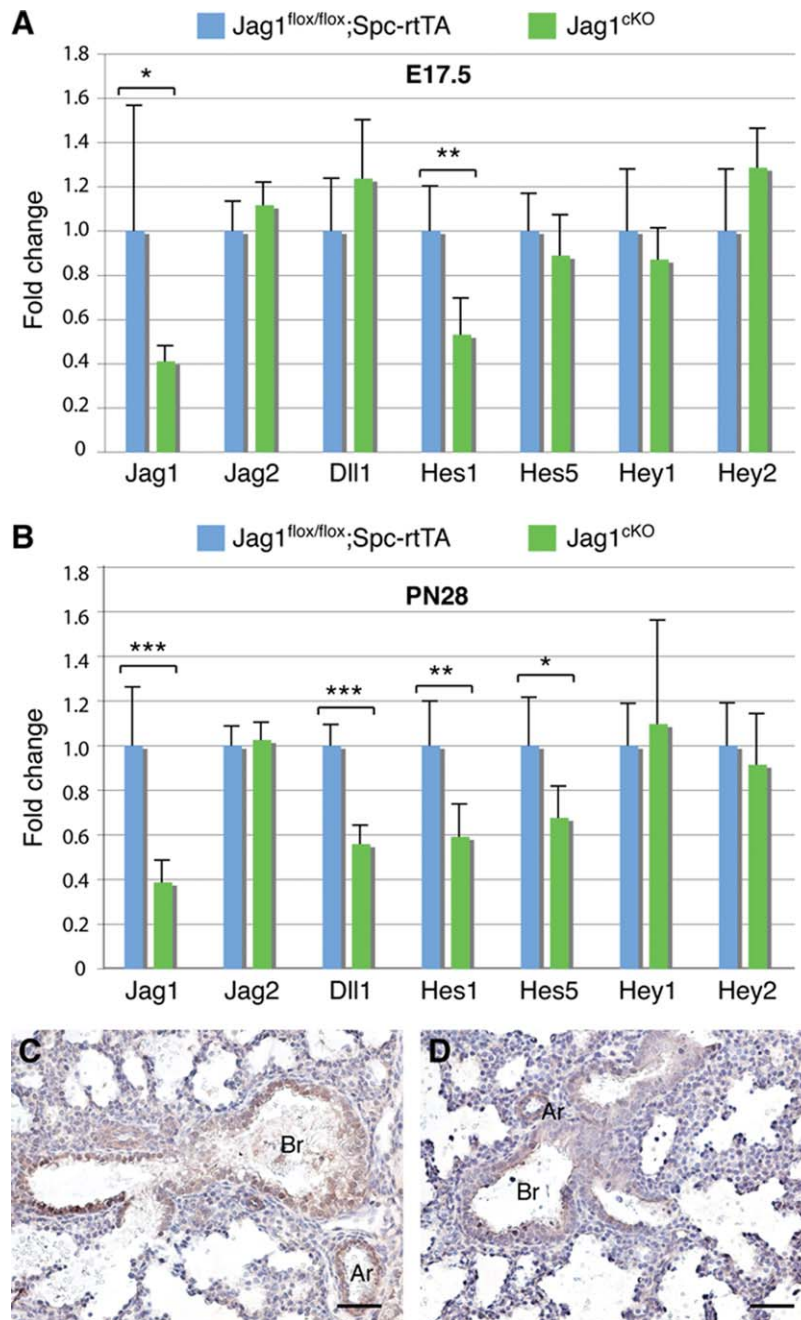 A
Jag1flox/flox;Spc-rtTA Jag1cKO
E17.5
Fold change
1.8
1.6
1.4
1.2
1.0
0.8
0.6
0.4
0.2
0
* **
Jag1 Jag2 Dll1 Hes1 Hes5 Hey1 Hey2
B
Jag1flox/flox;Spc-rtTA Jag1cKO
PN28
Fold change
1.8
1.6
1.4
1.2
1.0
0.8
0.6
0.4
0.2
0
*** *** ** *
Jag1 Jag2 Dll1 Hes1 Hes5 Hey1 Hey2
C
Br
Ar
D
Ar
Br